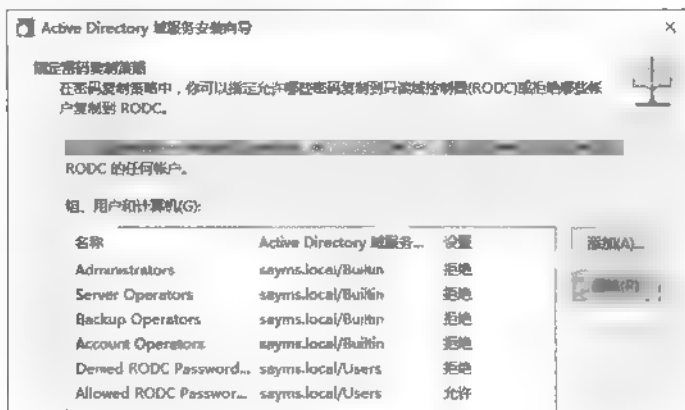 Active Directory 域服务安装向导
指定密码复制策略
在密码复制策略中，你可以指定允许哪些密码复制到只读域控制器(RODC)或拒绝哪些帐
户复制到 RODC。
RODC 的任何帐户。
组、用户和计算机(G):
名称 Active Directory 域服务... 设置
添加(A)...
Administrators sayms.local/Builtin 拒绝
删除(R)
Server Operators sayms.local/Builtin 拒绝
Backup Operators sayms.local/Builtin 拒绝
Account Operators sayms.local/Builtin 拒绝
Denied RODC Password... sayms.local/Users 拒绝
Allowed RODC Passwor... sayms.local/Users 允许